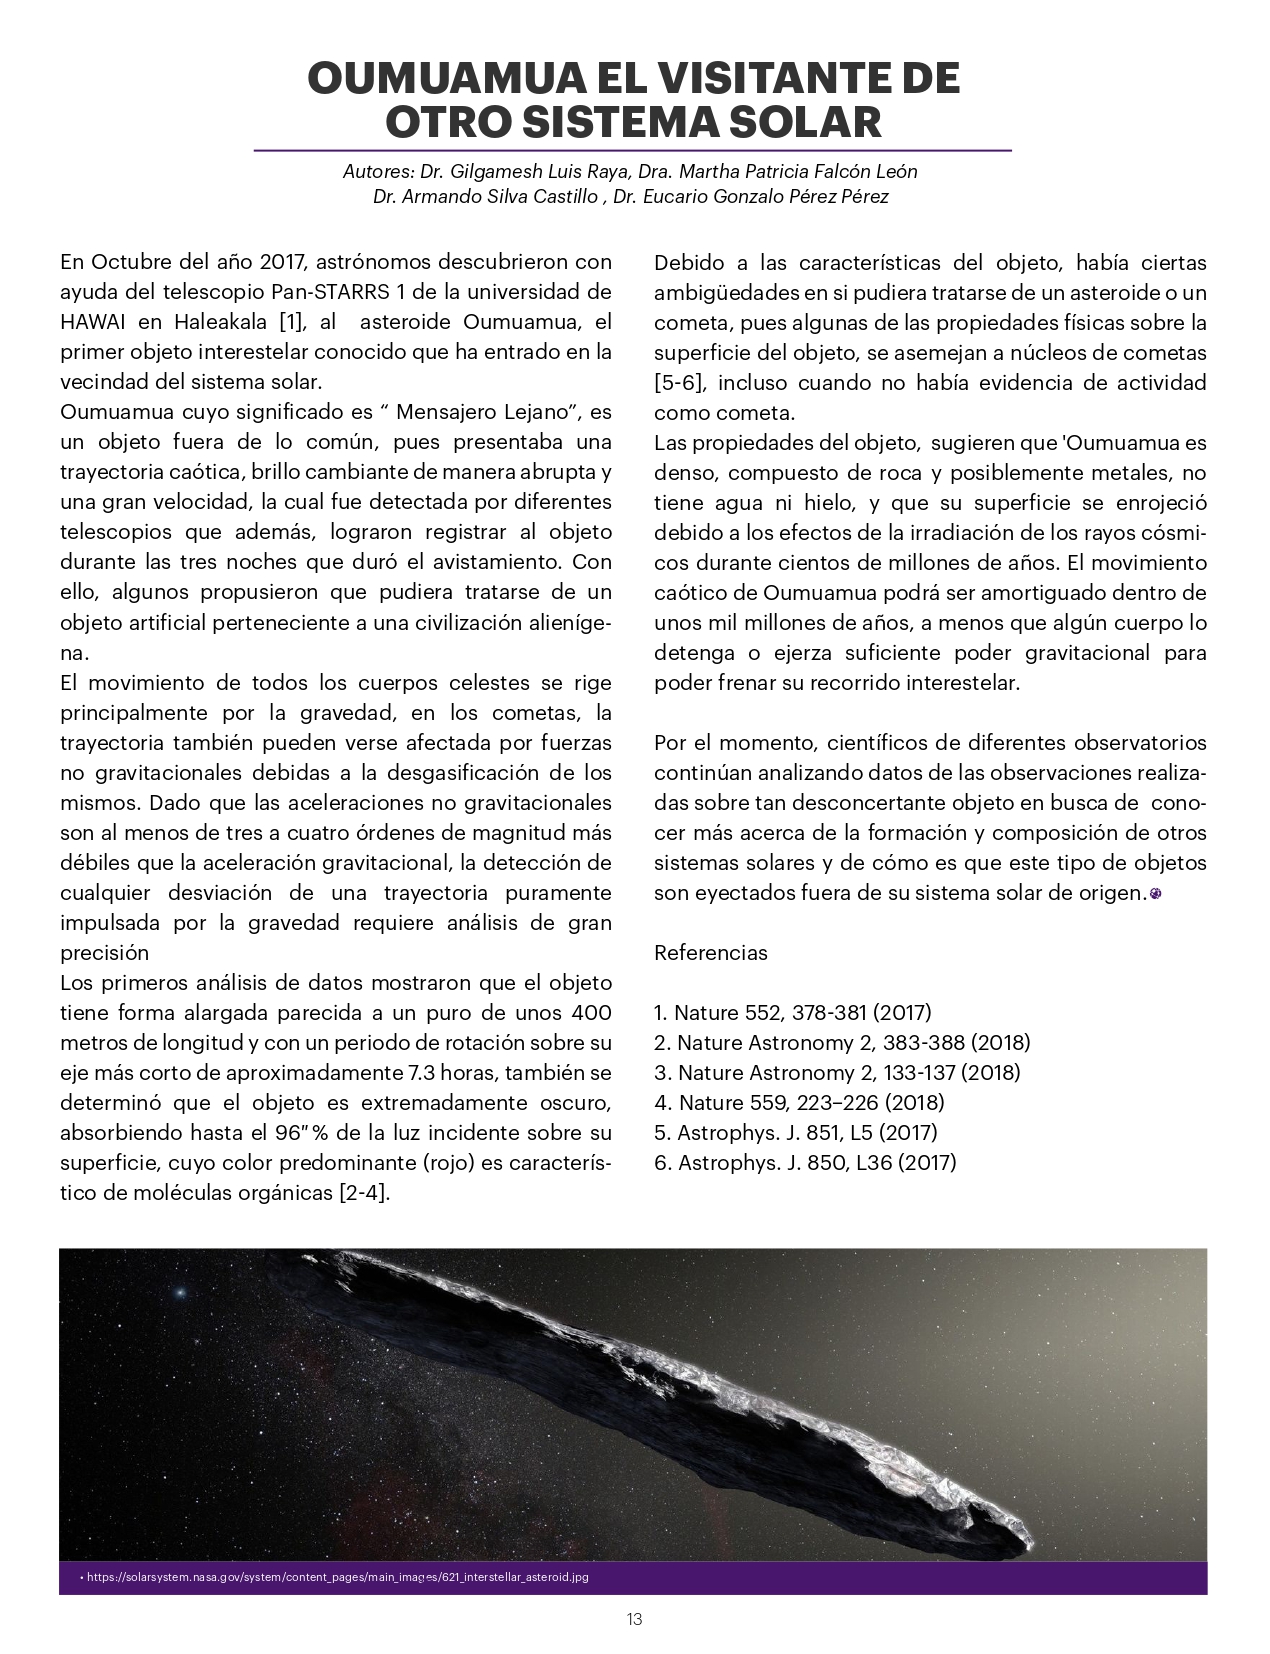 OUMUAMUA EL VISITANTE DE
OTRO SISTEMA SOLAR
Autores: Dr. Gilgamesh Luis Raya, Dra. Martha Patricia Falcón León
Dr. Armando Silva Castillo , Dr. Eucario Gonzalo Pérez Pérez
En Octubre del año 2017, astrónomos descubrieron con
ayuda del telescopio Pan-STARRS 1 de la universidad de
HAWAI en Haleakala [1], al asteroide Oumuamua, el
primer objeto interestelar conocido que ha entrado en la
vecindad del sistema solar.
Oumuamua cuyo significado es “ Mensajero Lejano”, es
un objeto fuera de lo común, pues presentaba una
trayectoria caótica, brillo cambiante de manera abrupta y
una gran velocidad, la cual fue detectada por diferentes
telescopios que además, lograron registrar al objeto
durante las tres noches que duró el avistamiento. Con
ello, algunos propusieron que pudiera tratarse de un
objeto artificial perteneciente a una civilización alieníge-
na.
El movimiento de todos los cuerpos celestes se rige
principalmente por la gravedad, en los cometas, la
trayectoria también pueden verse afectada por fuerzas
no gravitacionales debidas a la desgasificación de los
mismos. Dado que las aceleraciones no gravitacionales
son al menos de tres a cuatro órdenes de magnitud más
débiles que la aceleración gravitacional, la detección de
cualquier desviación de una trayectoria puramente
impulsada por la gravedad requiere análisis de gran
precisión
Los primeros análisis de datos mostraron que el objeto
tiene forma alargada parecida a un puro de unos 400
metros de longitud y con un periodo de rotación sobre su
eje más corto de aproximadamente 7.3 horas, también se
determinó que el objeto es extremadamente oscuro,
absorbiendo hasta el 96" % de la luz incidente sobre su
superficie, cuyo color predominante (rojo) es caracterís-
tico de moléculas orgánicas [2-4].
Debido a las características del objeto, había ciertas
ambigüedades en si pudiera tratarse de un asteroide o un
cometa, pues algunas de las propiedades físicas sobre la
superficie del objeto, se asemejan a núcleos de cometas
[5-6], incluso cuando no había evidencia de actividad
como cometa.
Las propiedades del objeto, sugieren que 'Oumuamua es
denso, compuesto de roca y posiblemente metales, no
tiene agua ni hielo, y que su superficie se enrojeció
debido a los efectos de la irradiación de los rayos cósmi-
cos durante cientos de millones de años. El movimiento
caótico de Oumuamua podrá ser amortiguado dentro de
unos mil millones de años, a menos que algún cuerpo lo
detenga o ejerza suficiente poder gravitacional para
poder frenar su recorrido interestelar.
Por el momento, científicos de diferentes observatorios
continúan analizando datos de las observaciones realiza-
das sobre tan desconcertante objeto en busca de cono-
cer más acerca de la formación y composición de otros
sistemas solares y de cómo es que este tipo de objetos
son eyectados fuera de su sistema solar de origen.
Referencias
1. Nature 552, 378-381 (2017)
2. Nature Astronomy 2, 383-388 (2018)
3. Nature Astronomy 2, 133-137 (2018)
4. Nature 559, 223–226 (2018)
5. Astrophys. J. 851, L5 (2017)
6. Astrophys. J. 850, L36 (2017)
• https://solarsystem.nasa.gov/system/content_pages/main_images/621_interstellar_asteroid.jpg
13